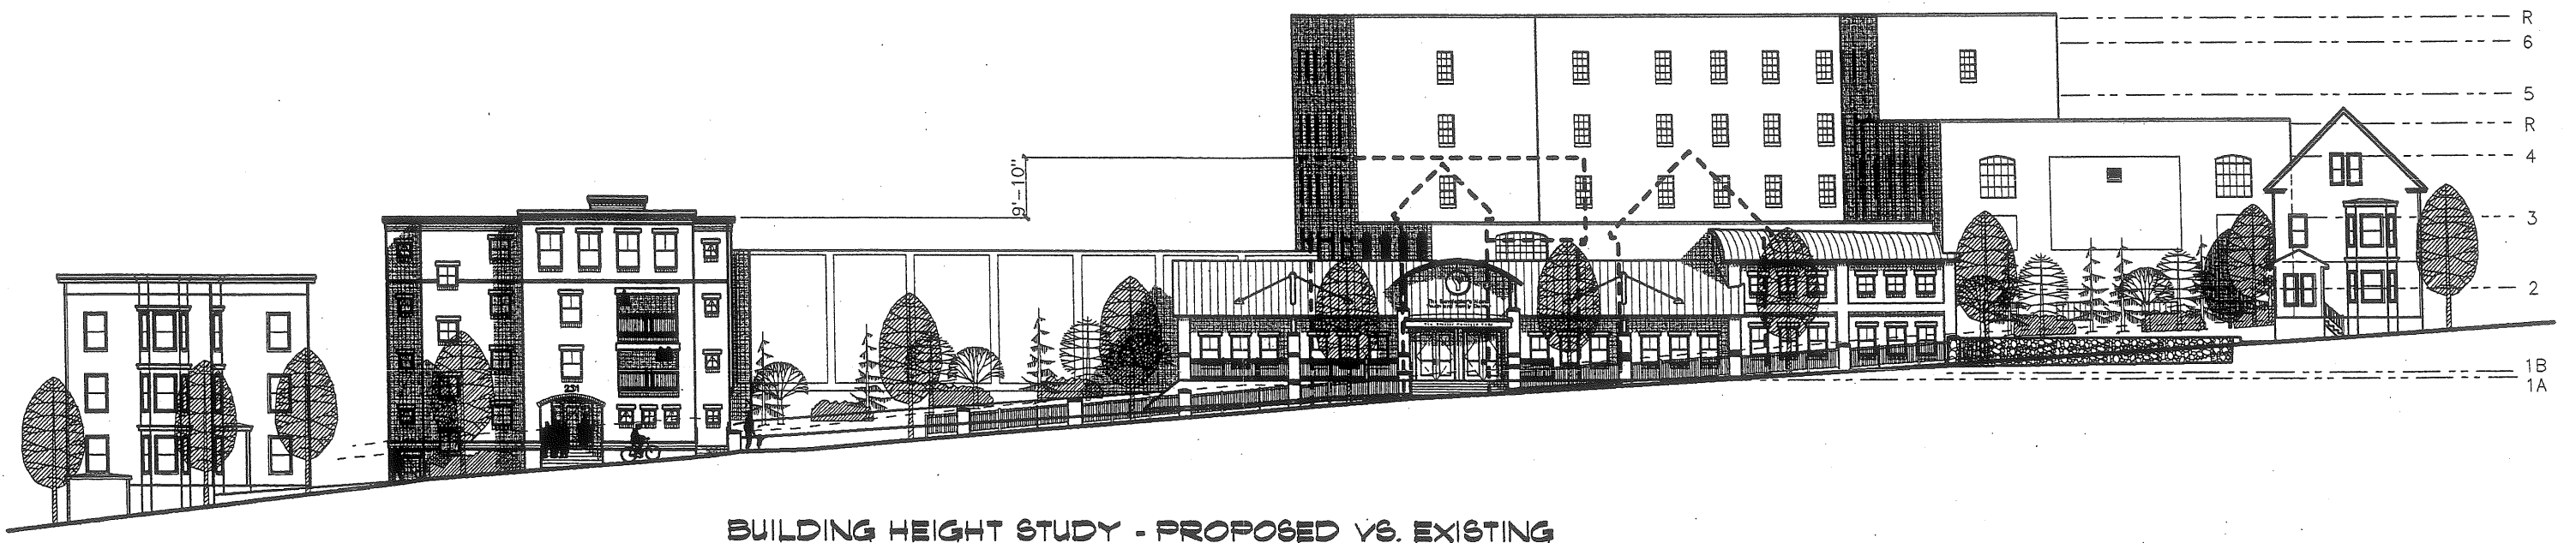 R
6
5
R
4
9'-10"
3
2
231
1B
1A
BUILDING HEIGHT STUDY - PROPOSED VS. EXISTING